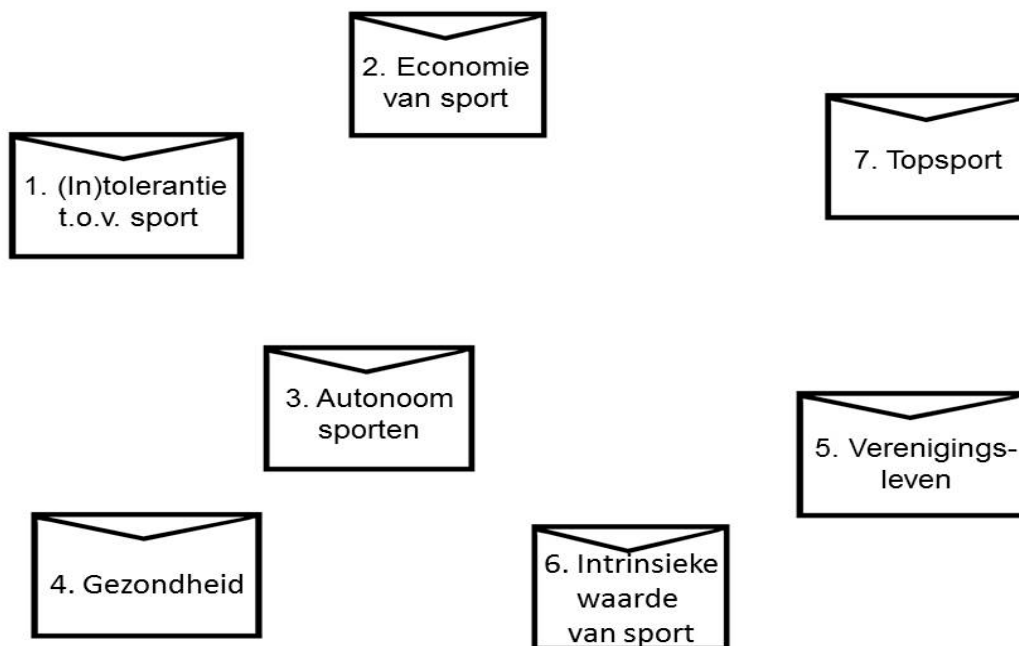 1. (In)tolerantie
t.o.v. sport
2. Economie
van sport
3. Autonoom
sporten
4. Gezondheid
5. Verenigings-
leven
6. Intrinsieke
waarde
van sport
7. Topsport